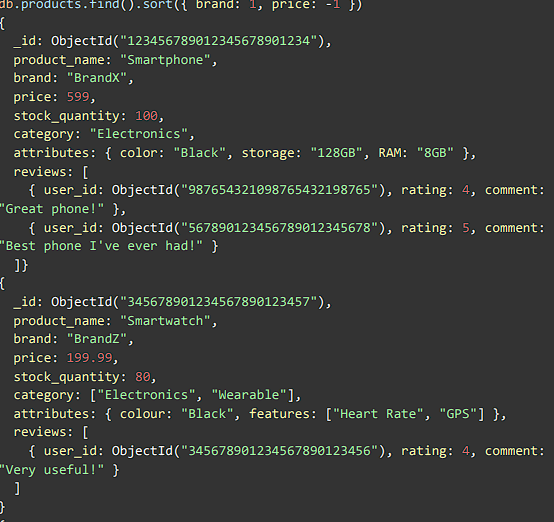 db.products.find().sort({ brand: 1, price: -1 })
{
_id: ObjectId("123456789012345678901234"),
product_name: "Smartphone",
brand: "BrandX",
price: 599,
stock_quantity: 100,
category: "Electronics",
attributes: { color: "Black", storage: "128GB", RAM: "8GB" },
reviews: [
{ user_id: ObjectId("987654321098765432198765"), rating: 4, comment:
"Great phone!" },
{ user_id: ObjectId("567890123456789012345678"), rating: 5, comment:
"Best phone I've ever had!" }
]}
{
_id: ObjectId("345678901234567890123457"),
product_name: "Smartwatch",
brand: "BrandZ",
price: 199.99,
stock_quantity: 80,
category: ["Electronics", "Wearable"],
attributes: { colour: "Black", features: ["Heart Rate", "GPS"] },
reviews: [
{ user_id: ObjectId("345678901234567890123456"), rating: 4, comment:
"Very useful!" }
]
}